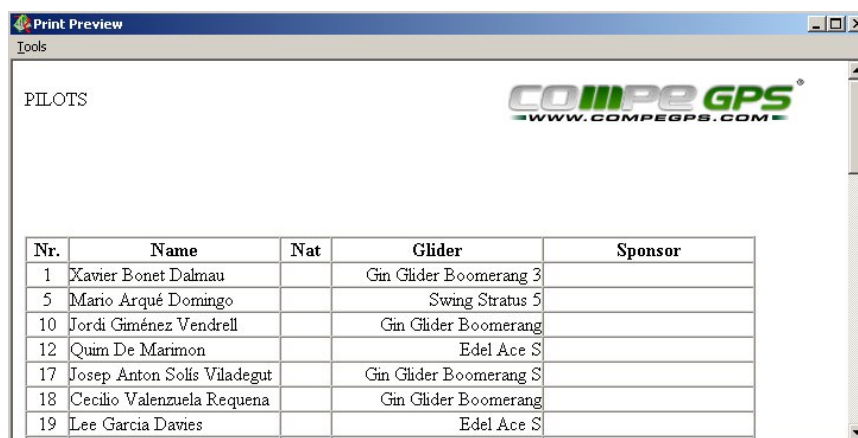 Print Preview
Tools
PILOTS
COMPE GPS®
WWW.COMPEGPS.COM
Nr. Name Nat Glider Sponsor
1 Xavier Bonet Dalmau Gin Glider Boomerang 3
5 Mario Arqué Domingo Swing Stratus 5
10 Jordi Giménez Vendrell Gin Glider Boomerang
12 Quim De Marimon Edel Ace S
17 Josep Anton Solís Viladegut Gin Glider Boomerang S
18 Cecilio Valenzuela Requena Gin Glider Boomerang
19 Lee Garcia Davies Edel Ace S